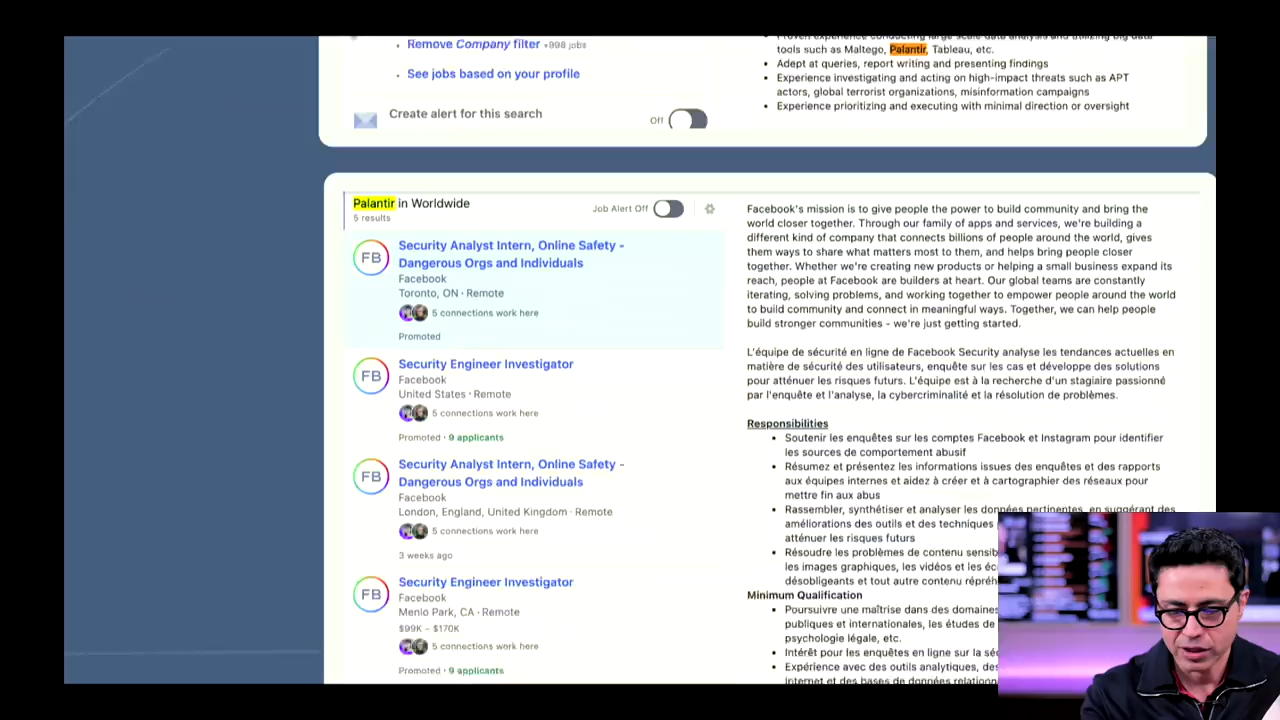 Remove Company filter +998 jobs
See jobs based on your profile
Create alert for this search
Off
Proven experience conducting large scale data analysis and utilizing big data
tools such as Maltego, Palantir, Tableau, etc.
Adept at queries, report writing and presenting findings
Experience investigating and acting on high-impact threats such as APT
actors, global terrorist organizations, misinformation campaigns
Experience prioritizing and executing with minimal direction or oversight
Palantir in Worldwide
5 results
Job Alert Off
FB
Security Analyst Intern, Online Safety -
Dangerous Orgs and Individuals
Facebook
Toronto, ON · Remote
5 connections work here
Promoted
FB
Security Engineer Investigator
Facebook
United States · Remote
5 connections work here
Promoted · 9 applicants
FB
Security Analyst Intern, Online Safety -
Dangerous Orgs and Individuals
Facebook
London, England, United Kingdom · Remote
5 connections work here
3 weeks ago
FB
Security Engineer Investigator
Facebook
Menlo Park, CA · Remote
$99K – $170K
5 connections work here
Promoted · 9 applicants
Facebook's mission is to give people the power to build community and bring the
world closer together. Through our family of apps and services, we're building a
different kind of company that connects billions of people around the world, gives
them ways to share what matters most to them, and helps bring people closer
together. Whether we're creating new products or helping a small business expand its
reach, people at Facebook are builders at heart. Our global teams are constantly
iterating, solving problems, and working together to empower people around the world
to build community and connect in meaningful ways. Together, we can help people
build stronger communities - we're just getting started.
L'équipe de sécurité en ligne de Facebook Security analyse les tendances actuelles en
matière de sécurité des utilisateurs, enquête sur les cas et développe des solutions
pour atténuer les risques futurs. L'équipe est à la recherche d'un stagiaire passionné
par l'enquête et l'analyse, la cybercriminalité et la résolution de problèmes.
Responsibilities
Soutenir les enquêtes sur les comptes Facebook et Instagram pour identifier
les sources de comportement abusif
Résumez et présentez les informations issues des enquêtes et des rapports
aux équipes internes et aidez à créer et à cartographier des réseaux pour
mettre fin aux abus
Rassembler, synthétiser et analyser les données pertinentes, en suggérant des
améliorations des outils et des techniques
atténuer les risques futurs
Résoudre les problèmes de contenu
les images graphiques, les vidéos et les
désobligeants et tout autre contenu
Minimum Qualification
Poursuivre une maîtrise dans des domaines
publiques et internationales, les études de
psychologie légale, etc.
Intérêt pour les enquêtes en ligne sur la
Expérience avec des outils analytiques,
Internet et des bases de données